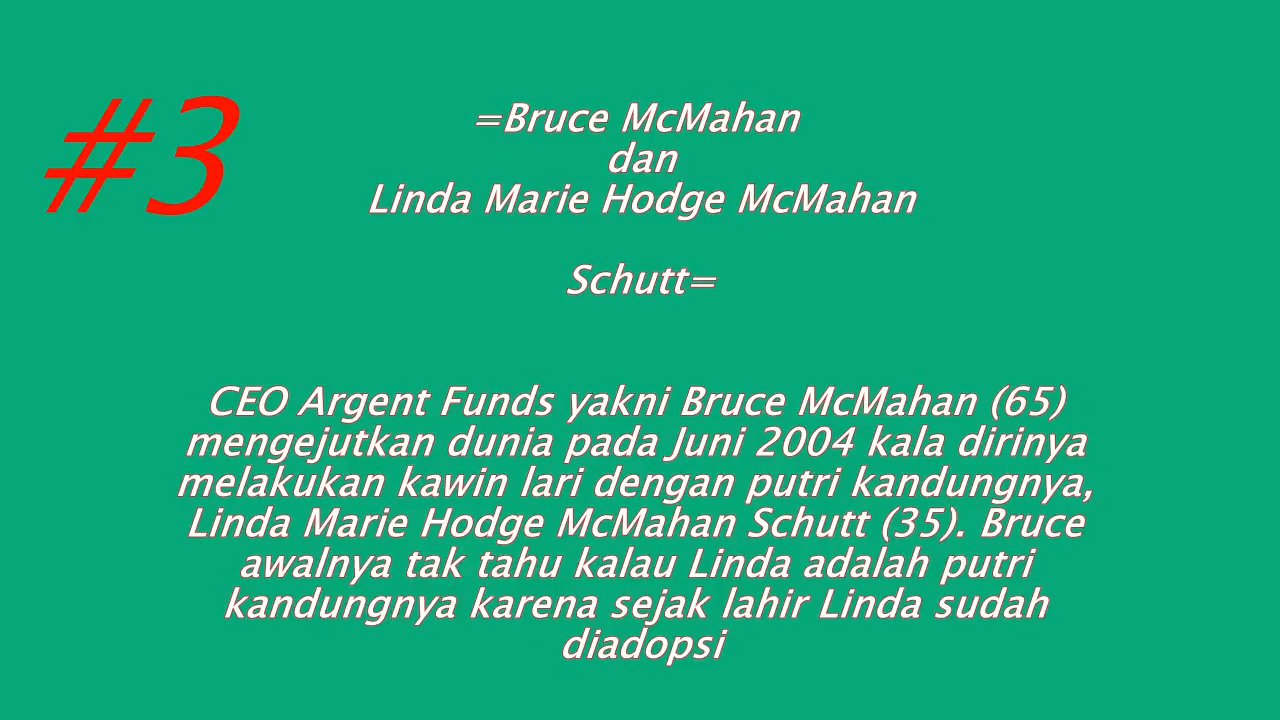 #3
=Bruce McMahan
dan
Linda Marie Hodge McMahan
Schutt=
CEO Argent Funds yakni Bruce McMahan (65)
mengejutkan dunia pada Juni 2004 kala dirinya
melakukan kawin lari dengan putri kandungnya,
Linda Marie Hodge McMahan Schutt (35). Bruce
awalnya tak tahu kalau Linda adalah putri
kandungnya karena sejak lahir Linda sudah
diadopsi